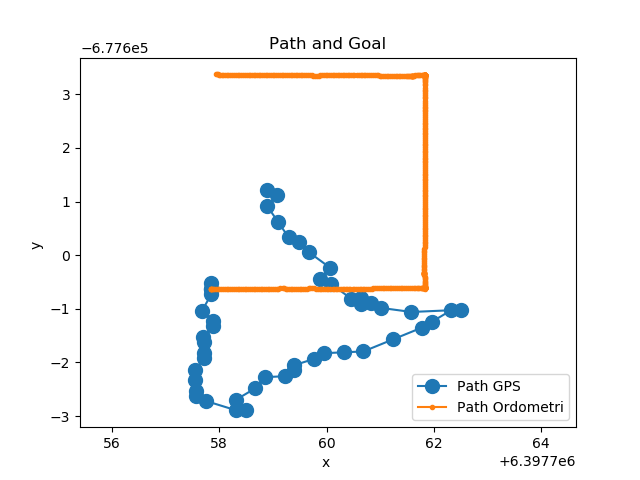 Path and Goal
−6.776e5
3
2
1
0
−1
−2
−3
y
56
58
60
62
64
x
+6.3977e6
Path GPS
Path Ordometri